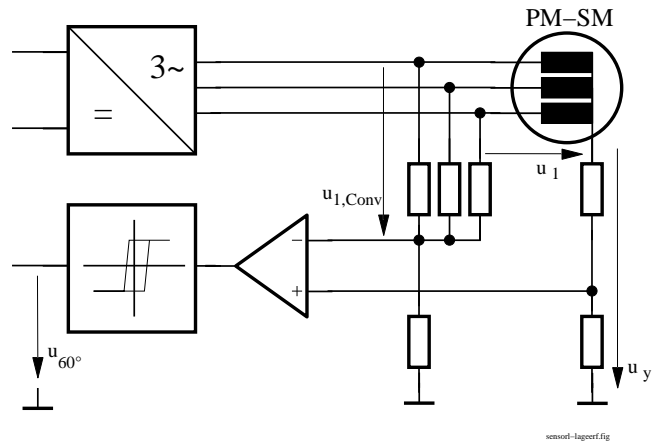 PM–SM
3~
=
u 1
u1,Conv
–
+
u60°
u y
sensorl–lageerf.fig